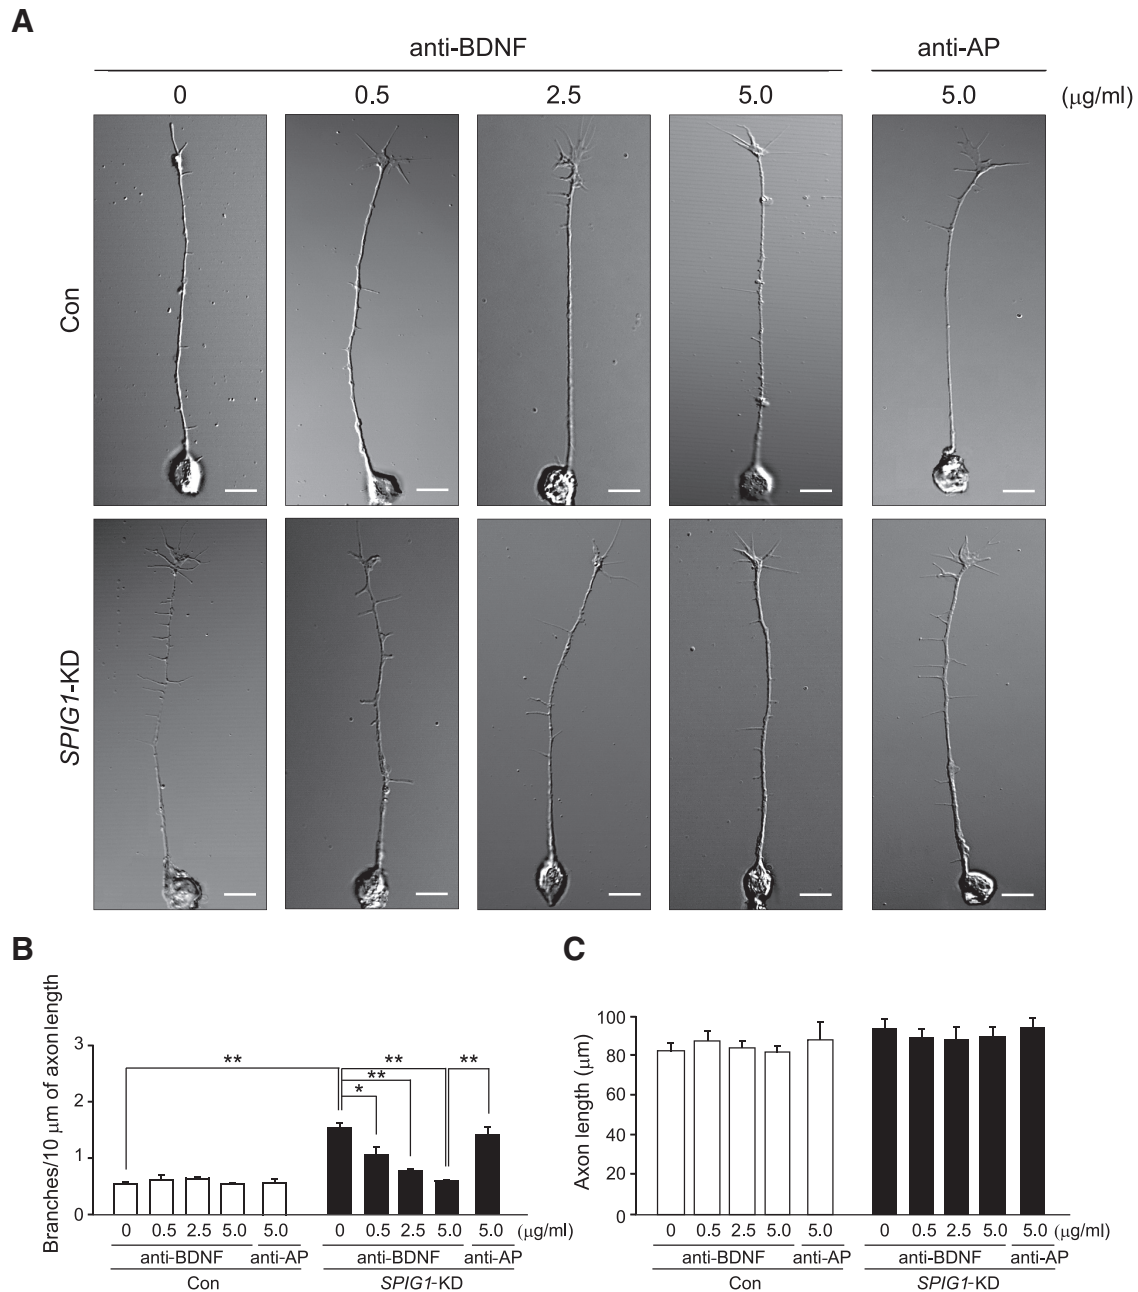 A
anti-BDNF anti-AP
0 0.5 2.5 5.0 5.0 (μg/ml)
Con
SPIG1-KD
B
Branches/10 μm of axon length
3
2
1
0
** ** ** * **
0 0.5 2.5 5.0 5.0 0 0.5 2.5 5.0 5.0 (μg/ml)
anti-BDNF anti-AP anti-BDNF anti-AP
Con SPIG1-KD
C
Axon length (μm)
100
80
60
40
20
0
0 0.5 2.5 5.0 5.0 0 0.5 2.5 5.0 5.0 (μg/ml)
anti-BDNF anti-AP anti-BDNF anti-AP
Con SPIG1-KD